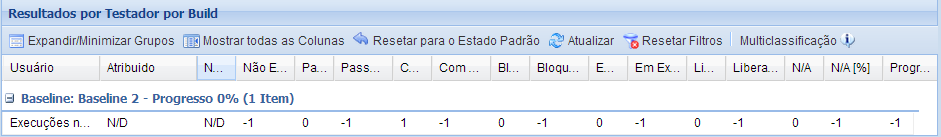 Resultados por Testador por Build
Expandir/Minimizar Grupos Mostrar todas as Colunas Resetar para o Estado Padrão Atualizar Resetar Filtros Multiclassificação
Usuário Atribuído N... Não E... Pa... Pass... C... Com ... Bl... Bloqu... E... Em Ex... Li... Libera... N/A N/A [%] Progr...
Baseline: Baseline 2 - Progresso 0% (1 Item)
Execuções n... N/D N/D -1 0 -1 1 -1 0 -1 0 -1 0 -1 0 -1 -1